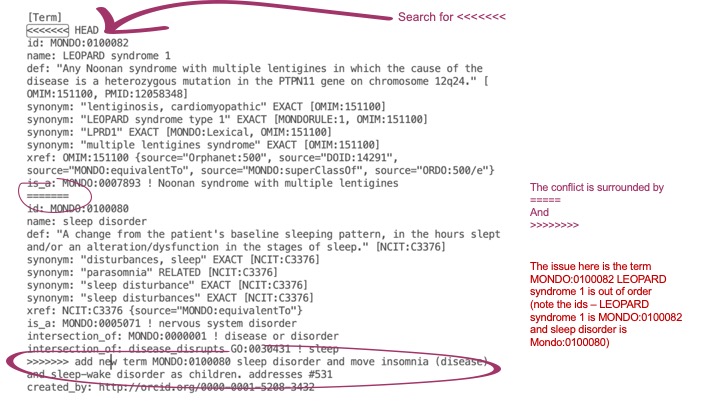 [Term]
<<<<<<< HEAD
id: MONDO:0100082
name: LEOPARD syndrome 1
def: "Any Noonan syndrome with multiple lentigines in which the cause of the
disease is a heterozygous mutation in the PTPN11 gene on chromosome 12q24." [
OMIM:151100, PMID:12058348]
synonym: "lentiginosis, cardiomyopathic" EXACT [OMIM:151100]
synonym: "LEOPARD syndrome type 1" EXACT [MONDORULE:1, OMIM:151100]
synonym: "LPRD1" EXACT [MONDO:Lexical, OMIM:151100]
synonym: "multiple lentigines syndrome" EXACT [OMIM:151100]
xref: OMIM:151100 {source="Orphanet:500", source="DOID:14291",
source="MONDO:equivalentTo", source="MONDO:superClassOf", source="ORDO:500/e"}
is_a: MONDO:0007893 ! Noonan syndrome with multiple lentigines
=======
id: MONDO:0100080
name: sleep disorder
def: "A change from the patient's baseline sleeping pattern, in the hours slept
and/or an alteration/dysfunction in the stages of sleep." [NCIT:C3376]
synonym: "disturbances, sleep" EXACT [NCIT:C3376]
synonym: "parasomnia" RELATED [NCIT:C3376]
synonym: "sleep disturbance" EXACT [NCIT:C3376]
synonym: "sleep disturbances" EXACT [NCIT:C3376]
xref: NCIT:C3376 {source="MONDO:equivalentTo"}
is_a: MONDO:0005071 ! nervous system disorder
intersection_of: MONDO:0000001 ! disease or disorder
intersection_of: disease_disrupts GO:0030431 ! sleep
>>>>>>> add new term MONDO:0100080 sleep disorder and move insomnia (disease)
and sleep-wake disorder as children. addresses #531
created_by: http://orcid.org/0000-0001-5208-3432
Search for <<<<<<<
The conflict is surrounded by
=====
And
>>>>>>>>
The issue here is the term
MONDO:0100082 LEOPARD
syndrome 1 is out of order
(note the ids – LEOPARD
syndrome 1 is MONDO:0100082
and sleep disorder is
Mondo:0100080)